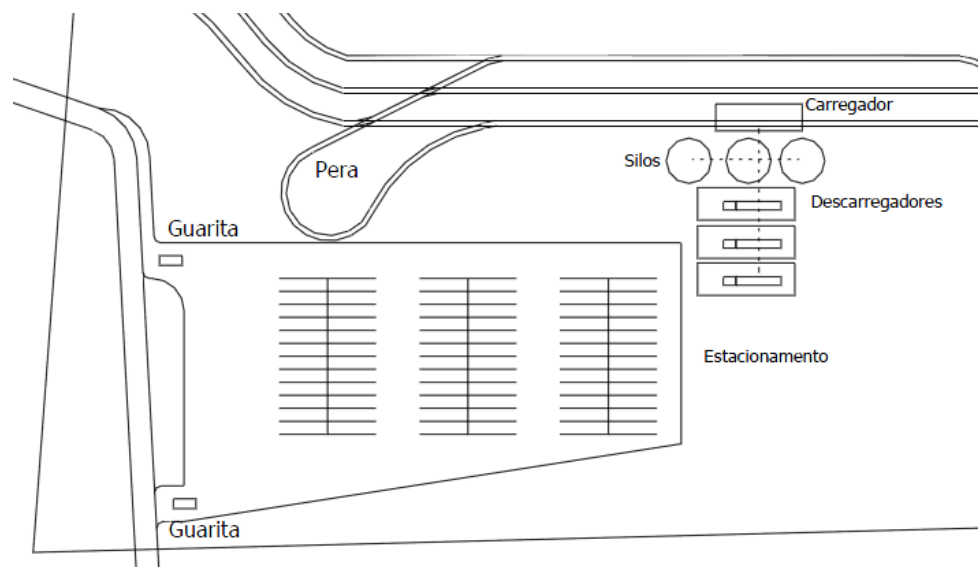 Carregador
Silos
Pera
Descarregadores
Guarita
Estacionamento
Guarita